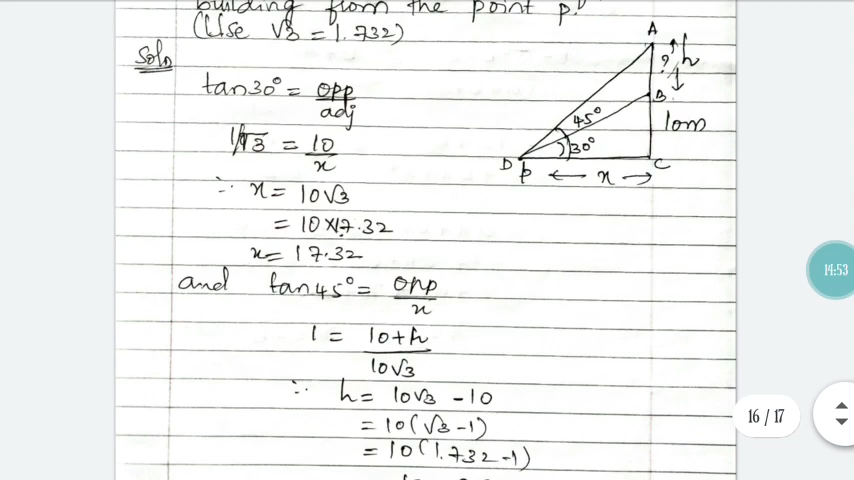 building from the point p.
(Use √3 = 1.732)
Soln
tan30° = opp/adj
1/√3 = 10/x
∴ x = 10√3
= 10×17.32
x = 17.32
and tan45° = opp/x
1 = 10+h/10√3
∴ h = 10√3 - 10
= 10(√3-1)
= 10(1.732-1)
A
? h
B
45°
10m
30°
D P ← x → C
14:53
16 / 17